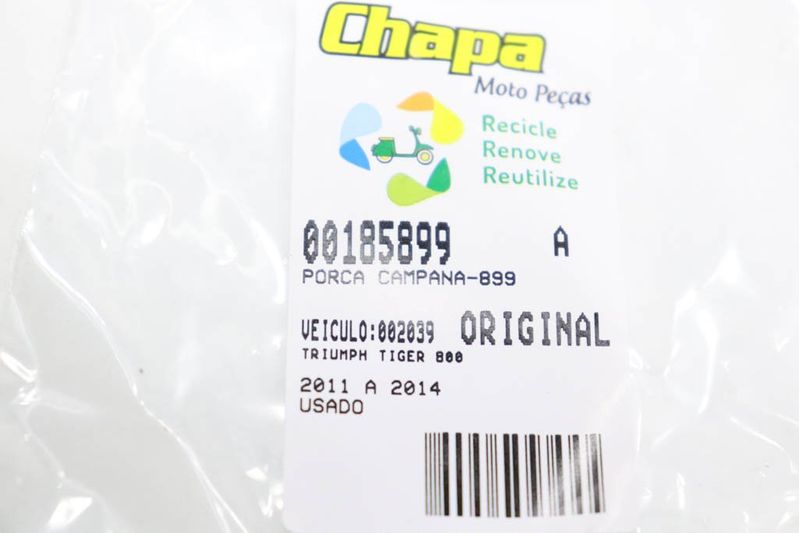 Chapa
Moto Peças
Recicle
Renove
Reutilize
00185899 A
PORCA CAMPANA-899
VEICULO:002039 ORIGINAL
TRIUMPH TIGER 800
2011 A 2014
USADO